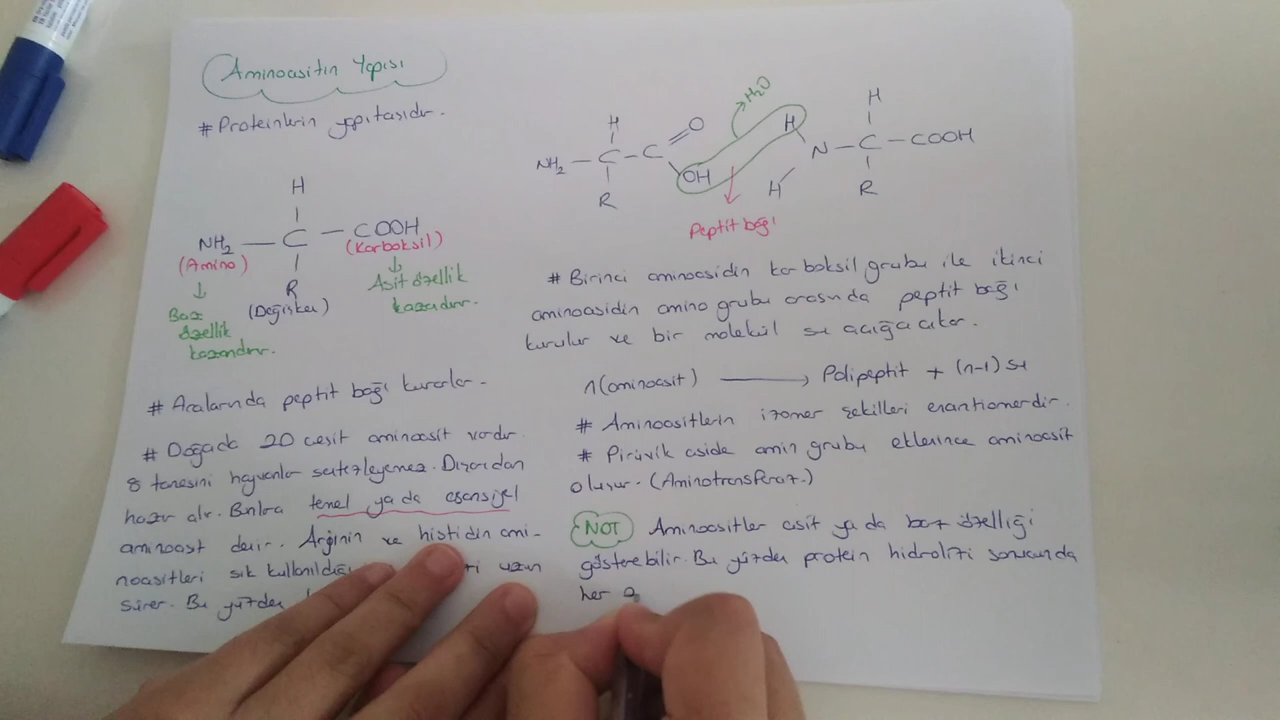 Aminoasitin Yapısı
# Proteinlerin yapıtaşıdır.
H
NH2 — C — COOH
(Amino)
(Karboksil)
R
(Değişken)
Baz
özellik
kazandırır.
Asit özellik
kazandırır.
# Aralarında peptit bağı kurarlar.
# Doğada 20 çeşit aminoasit vardır.
8 tanesini hayvanlar sentezleyemez. Dışarıdan
hazır alır. Bunlara temel ya da esansiyel
aminoasit denir. Arginin ve histidin ami-
noasitleri sık kullanıldığı uzun
sürer. Bu yüzden
H2O
H
NH2 — C — C
O
OH
R
H
H
N — C — COOH
H
R
Peptit bağı
# Birinci aminoasidin karboksil grubu ile ikinci
aminoasidin amino grubu arasında peptit bağı
kurulur ve bir molekül su açığa çıkar.
n(aminoasit) → Polipeptit + (n-1) su
# Aminoasitlerin izomer şekilleri enantiomerdir.
# Pirüvik aside amin grubu eklenince aminoasit
oluşur. (Aminotransferaz.)
NOT Aminoasitler asit ya da baz özelliği
gösterebilir. Bu yüzden protein hidrolizi sonucunda
her